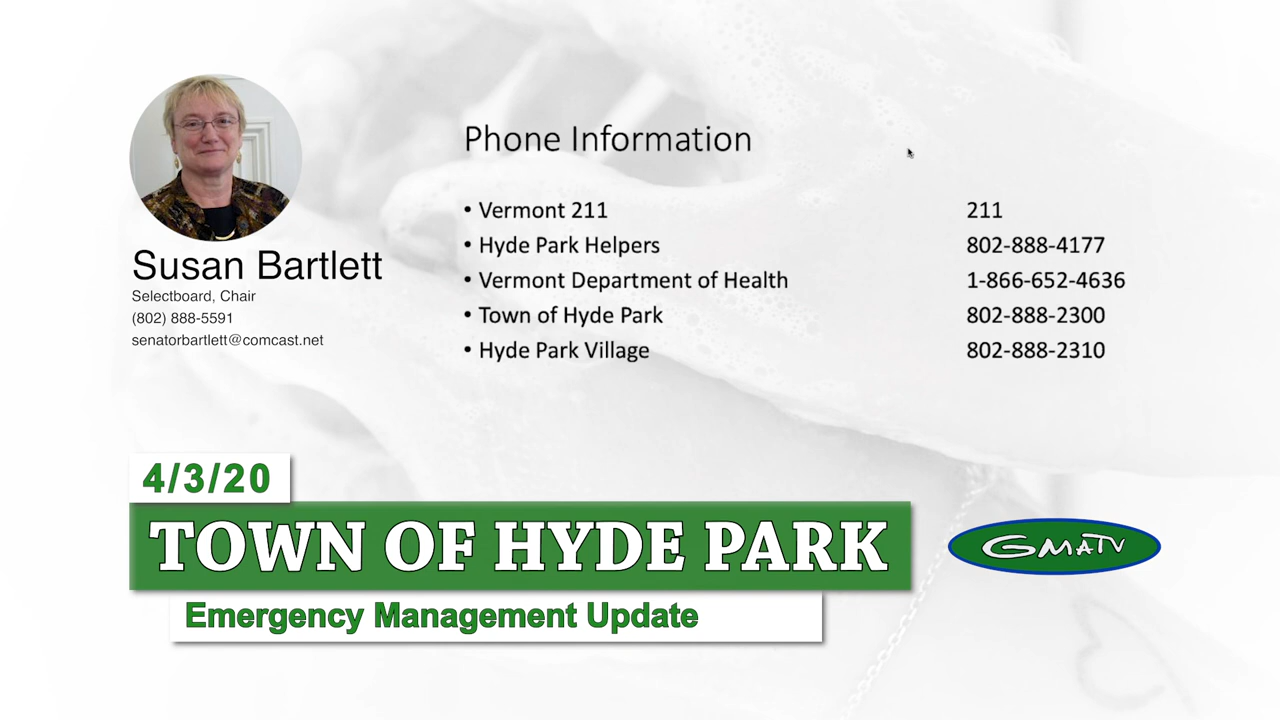 Susan Bartlett
Selectboard, Chair
(802) 888-5591
senatorbartlett@comcast.net
Phone Information
• Vermont 211 211
• Hyde Park Helpers 802-888-4177
• Vermont Department of Health 1-866-652-4636
• Town of Hyde Park 802-888-2300
• Hyde Park Village 802-888-2310
4/3/20
TOWN OF HYDE PARK
GMATV
Emergency Management Update